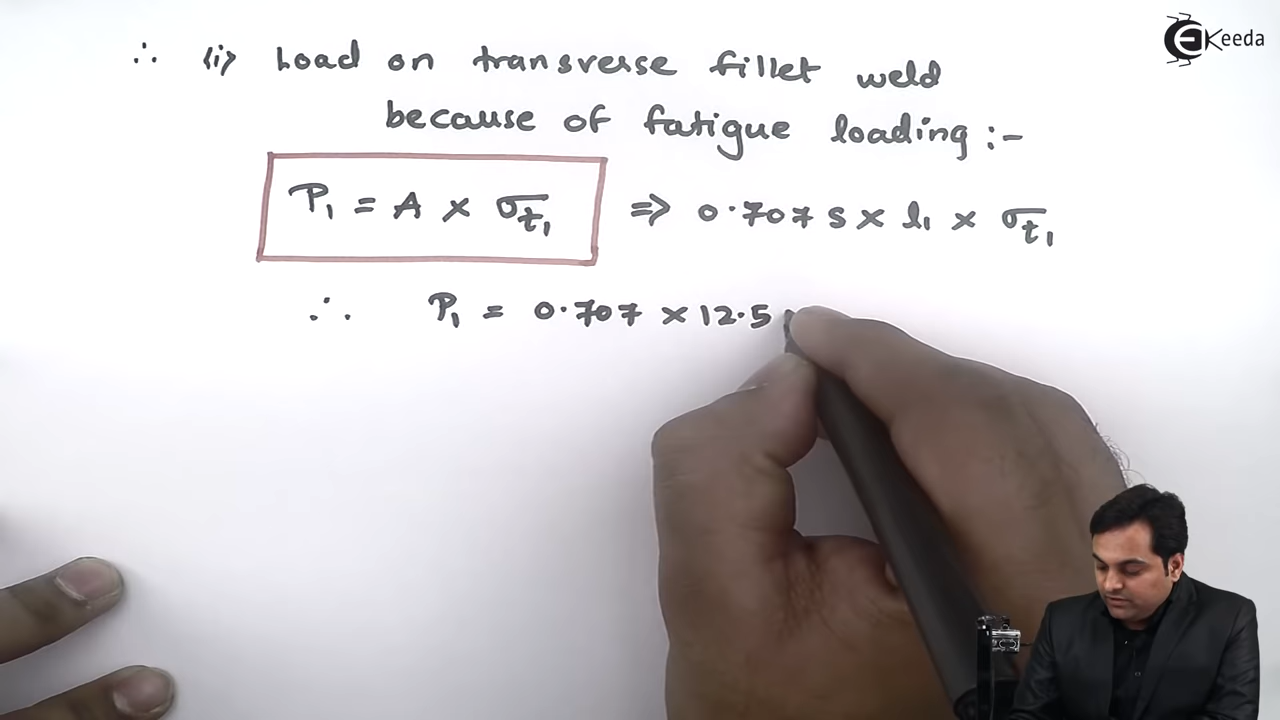 Ekeeda
∴ (i) Load on transverse fillet weld
because of fatigue loading :-
P₁ = A × σt₁ ⇒ 0.707 s × l₁ × σt₁
∴ P₁ = 0.707 × 12.5